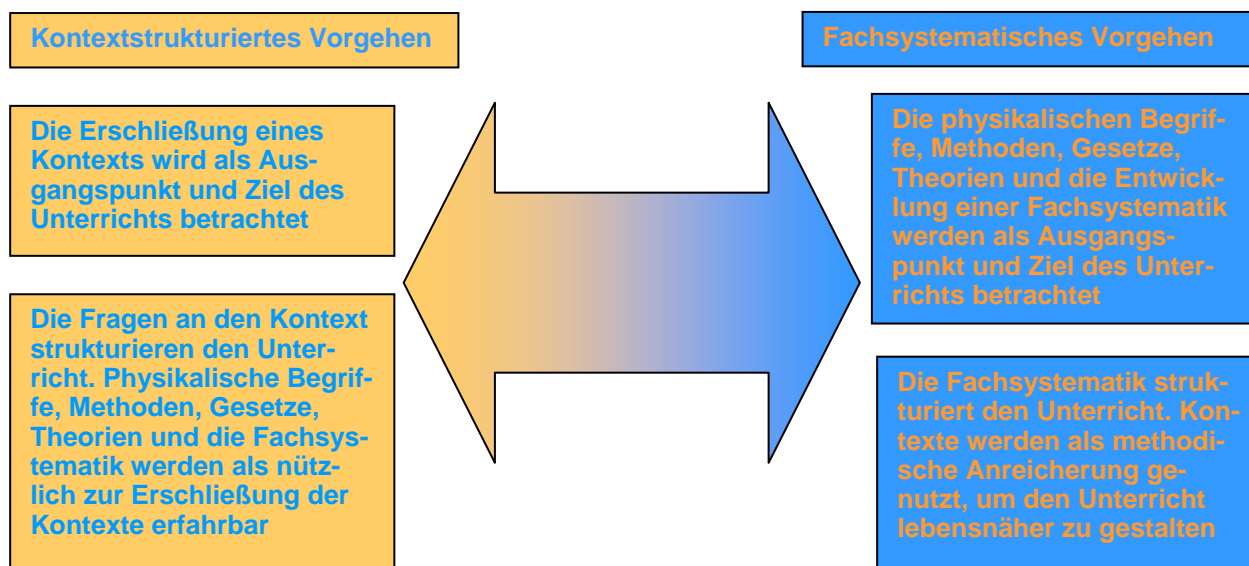 Kontextstrukturiertes Vorgehen
Die Erschließung eines
Kontexts wird als Aus-
gangspunkt und Ziel des
Unterrichts betrachtet
Die Fragen an den Kontext
strukturieren den Unter-
richt. Physikalische Begrif-
fe, Methoden, Gesetze,
Theorien und die Fachsys-
tematik werden als nütz-
lich zur Erschließung der
Kontexte erfahrbar
Fachsystematisches Vorgehen
Die physikalischen Begrif-
fe, Methoden, Gesetze,
Theorien und die Entwick-
lung einer Fachsystematik
werden als Ausgangs-
punkt und Ziel des Unter-
richts betrachtet
Die Fachsystematik struk-
turiert den Unterricht. Kon-
texte werden als methodi-
sche Anreicherung ge-
nutzt, um den Unterricht
lebensnäher zu gestalten